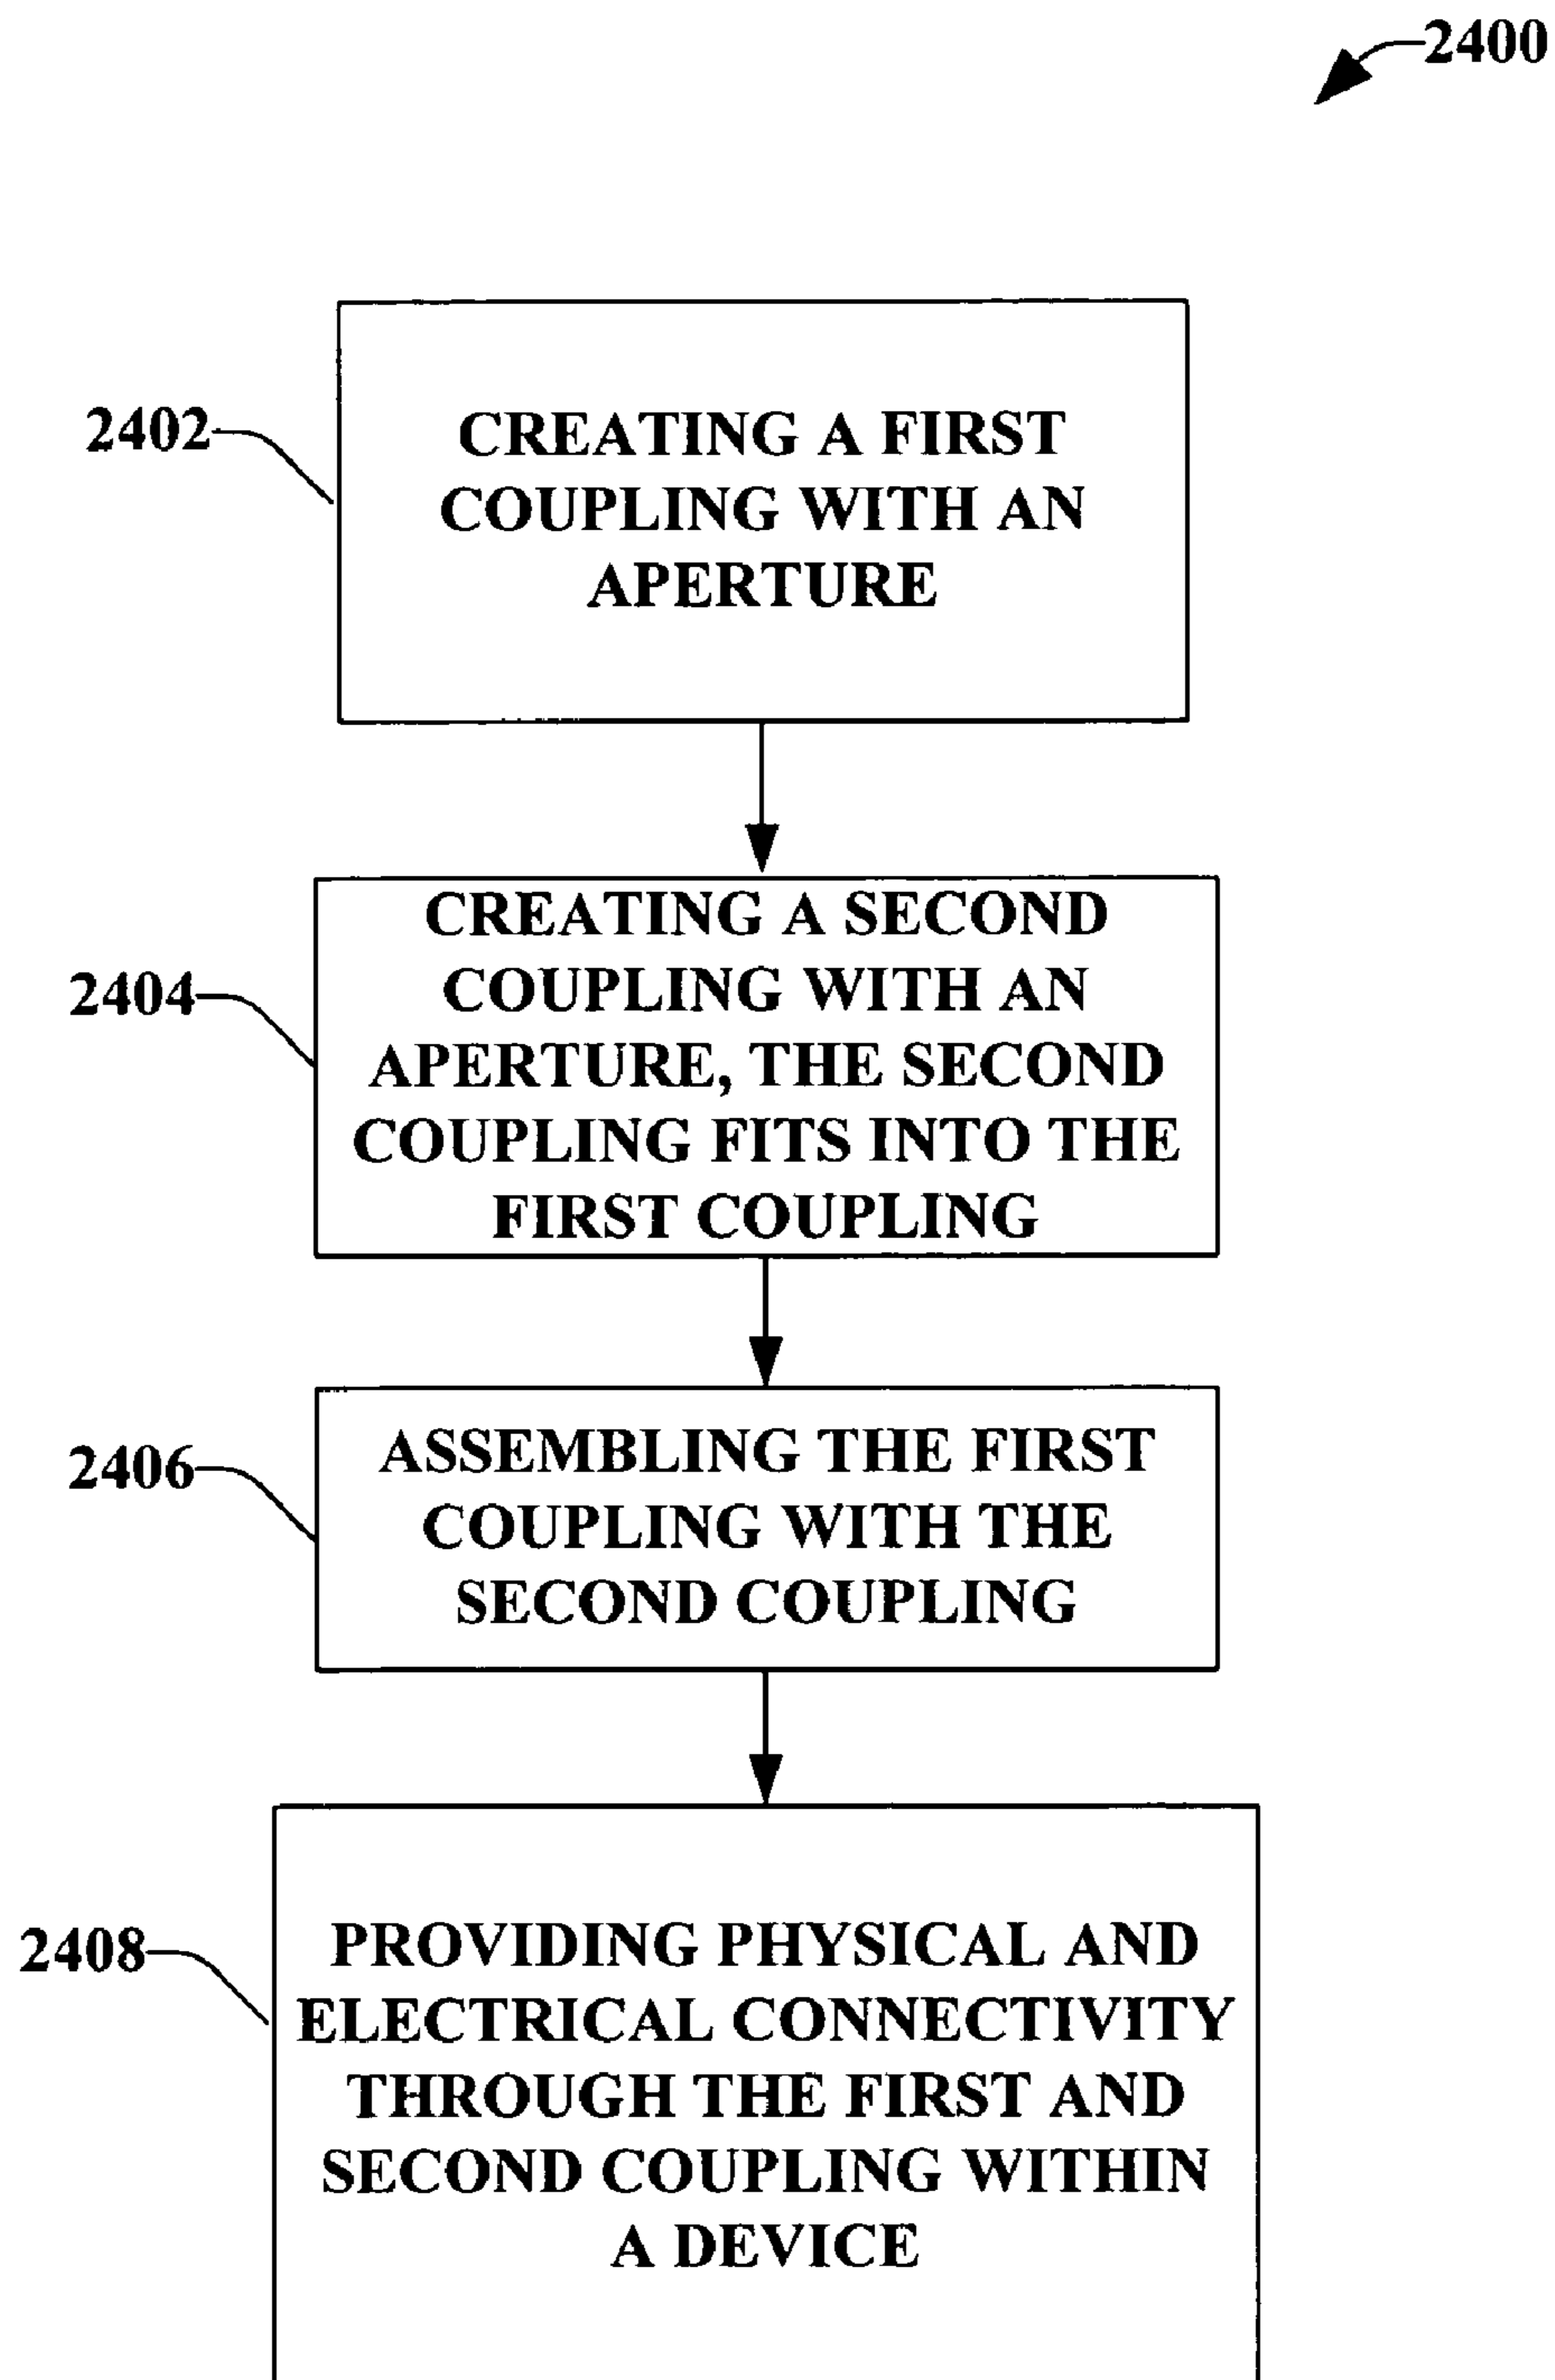 2400
2402
CREATING A FIRST
COUPLING WITH AN
APERTURE
2404
CREATING A SECOND
COUPLING WITH AN
APERTURE, THE SECOND
COUPLING FITS INTO THE
FIRST COUPLING
2406
ASSEMBLING THE FIRST
COUPLING WITH THE
SECOND COUPLING
2408
PROVIDING PHYSICAL AND
ELECTRICAL CONNECTIVITY
THROUGH THE FIRST AND
SECOND COUPLING WITHIN
A DEVICE